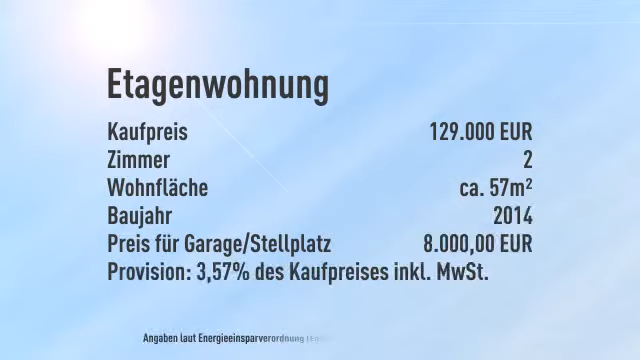 Etagenwohnung
Kaufpreis 129.000 EUR
Zimmer 2
Wohnfläche ca. 57m²
Baujahr 2014
Preis für Garage/Stellplatz 8.000,00 EUR
Provision: 3,57% des Kaufpreises inkl. MwSt.
Angaben laut Energieeinsparverordnung